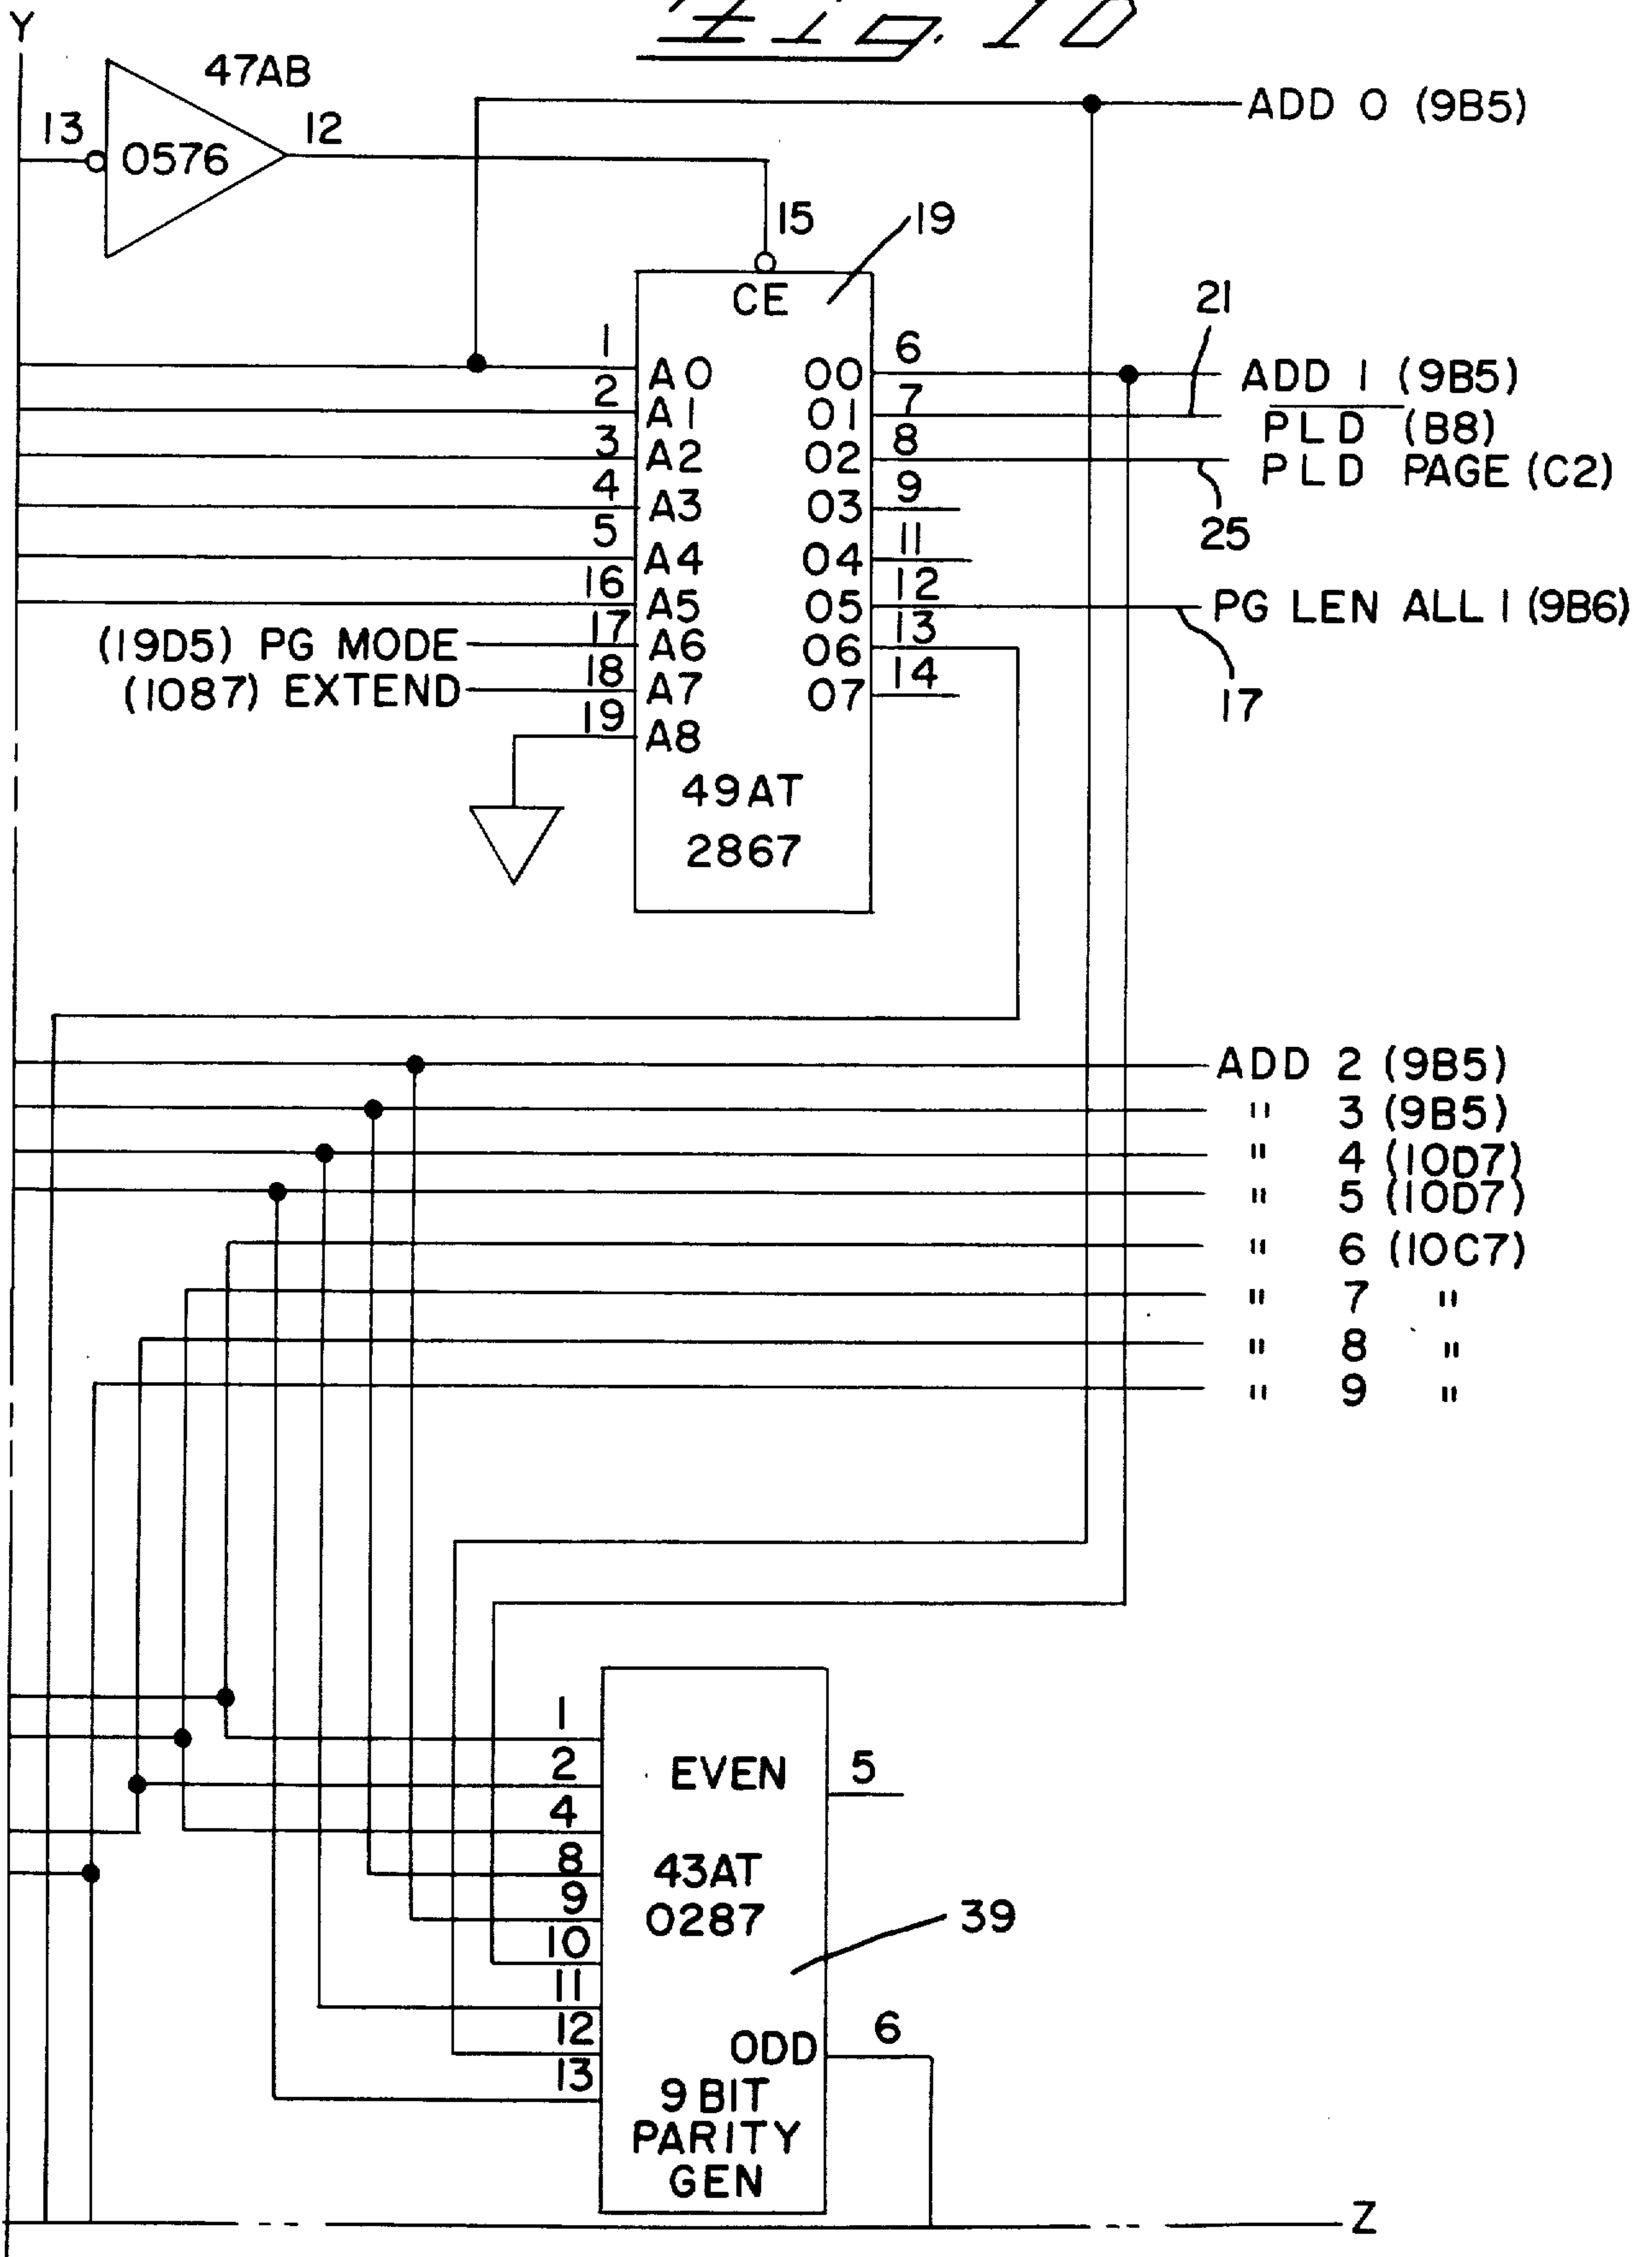 Fig. 10
Y
47AB
13
0576
12
ADD 0 (9B5)
15
19
CE
21
1
A0
00
6
ADD 1 (9B5)
2
A1
01
7
PLD (B8)
3
A2
02
8
PLD PAGE (C2)
4
A3
03
9
25
5
A4
04
11
16
A5
05
12
PG LEN ALL 1 (9B6)
(19D5) PG MODE
17
A6
06
13
(1087) EXTEND
18
A7
07
14
17
19
A8
49AT
2867
ADD 2 (9B5)
" 3 (9B5)
" 4 (10D7)
" 5 (10D7)
" 6 (10C7)
" 7 "
" 8 "
" 9 "
1
2
EVEN
5
4
8
43AT
9
0287
39
10
11
12
ODD
6
13
9 BIT
PARITY
GEN
Z